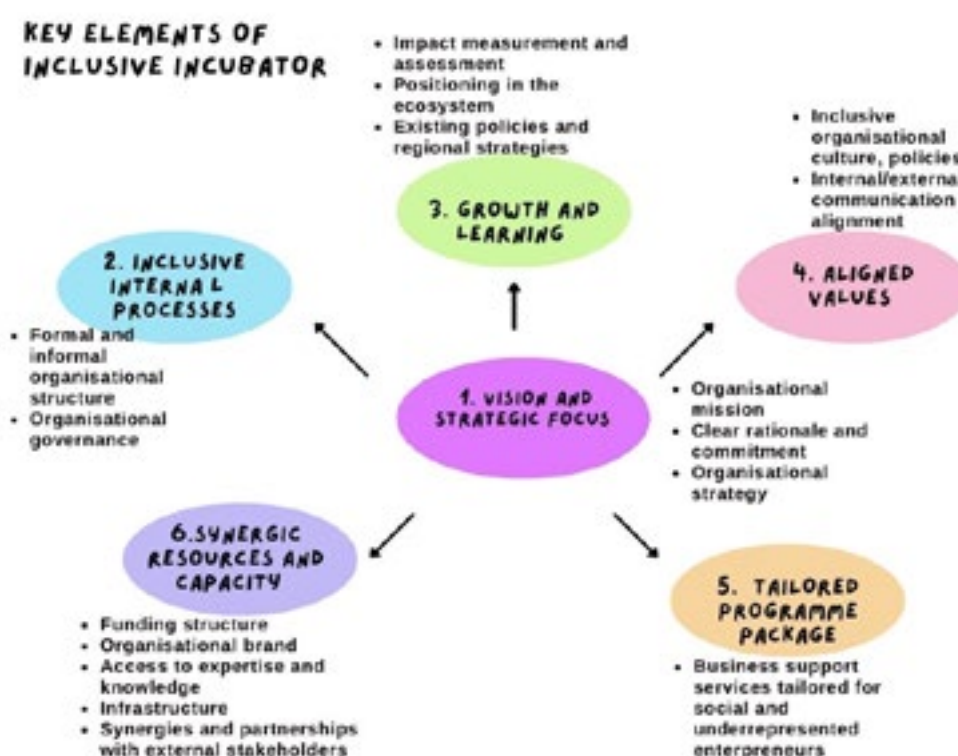 KEY ELEMENTS OF
INCLUSIVE INCUBATOR
• Impact measurement and
assessment
• Positioning in the
ecosystem
• Existing policies and
regional strategies
3. GROWTH AND
LEARNING
• Inclusive
organisational
culture, policies
• Internal/externa
communication
alignment
4. ALIGNED
VALUES
2. INCLUSIVE
INTERNAL
PROCESSES
• Formal and
informal
organisational
structure
• Organisational
governance
1. VISION AND
STRATEGIC FOCUS
• Organisational
mission
• Clear rationale and
commitment
• Organisational
strategy
6.SYNERGIC
RESOURCES AND
CAPACITY
• Funding structure
• Organisational brand
• Access to expertise and
knowledge
• Infrastructure
• Synergies and partnerships
with external stakeholders
5. TAILORED
PROGRAMME
PACKAGE
• Business support
services tailored for
social and
underrepresented
enterpreneurs